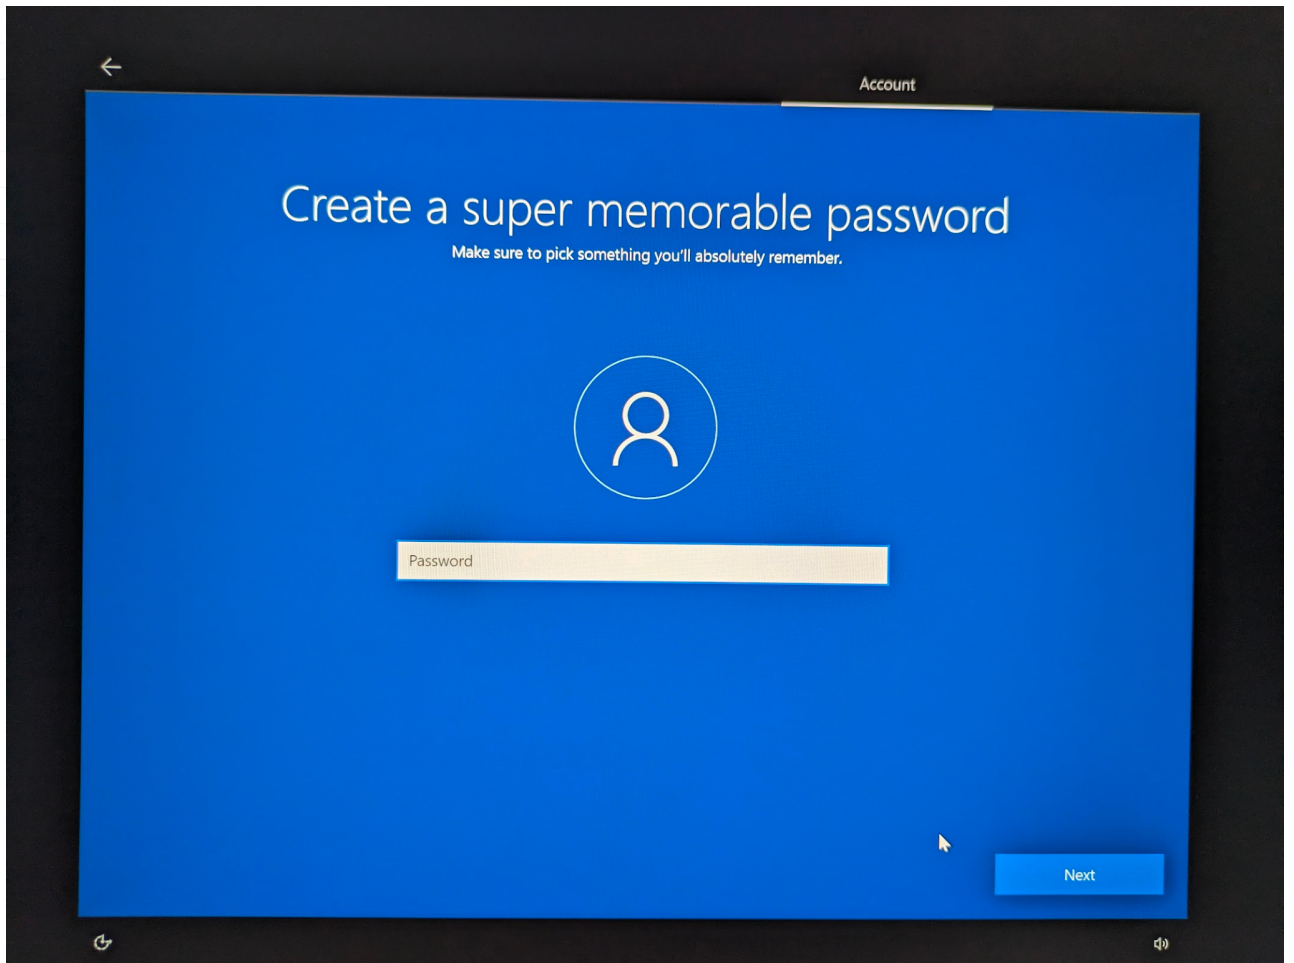 Account
Create a super memorable password
Make sure to pick something you'll absolutely remember.
Password
Next